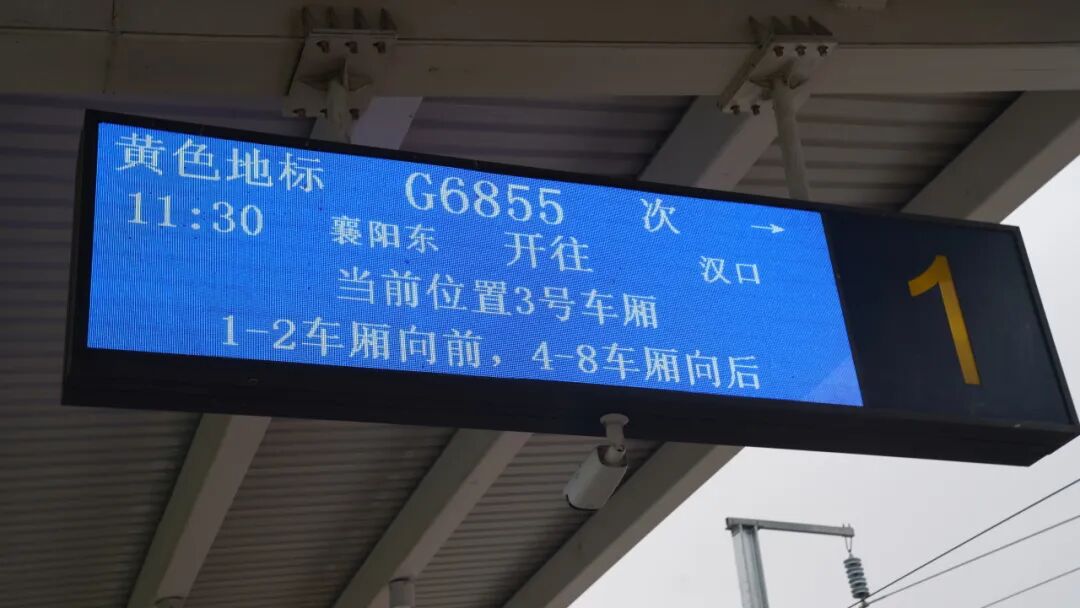 黄色地标 G6855 次 →
11:30 襄阳东 开往 汉口
当前位置3号车厢
1-2车厢向前，4-8车厢向后
1